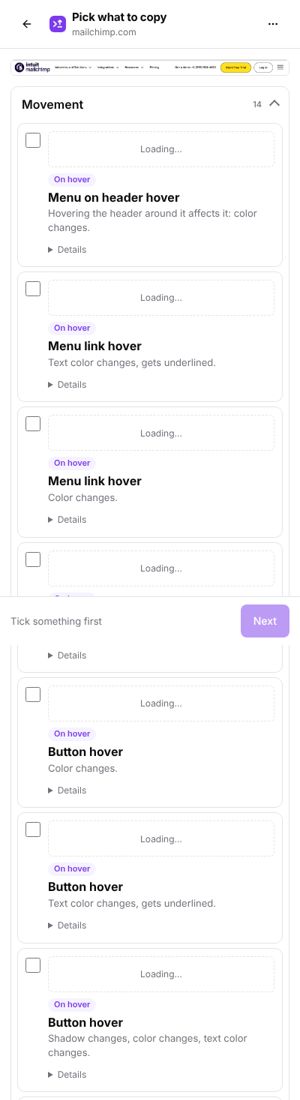 Pick what to copy
mailchimp.com
intuit
mailchimp
Movement
14
Loading...
On hover
Menu on header hover
Hovering the header around it affects it: color
changes.
Details
Loading...
On hover
Menu link hover
Text color changes, gets underlined.
Details
Loading...
On hover
Menu link hover
Color changes.
Details
Loading...
Tick something first
Next
Details
Loading...
On hover
Button hover
Color changes.
Details
Loading...
On hover
Button hover
Text color changes, gets underlined.
Details
Loading...
On hover
Button hover
Shadow changes, color changes, text color
changes.
Details